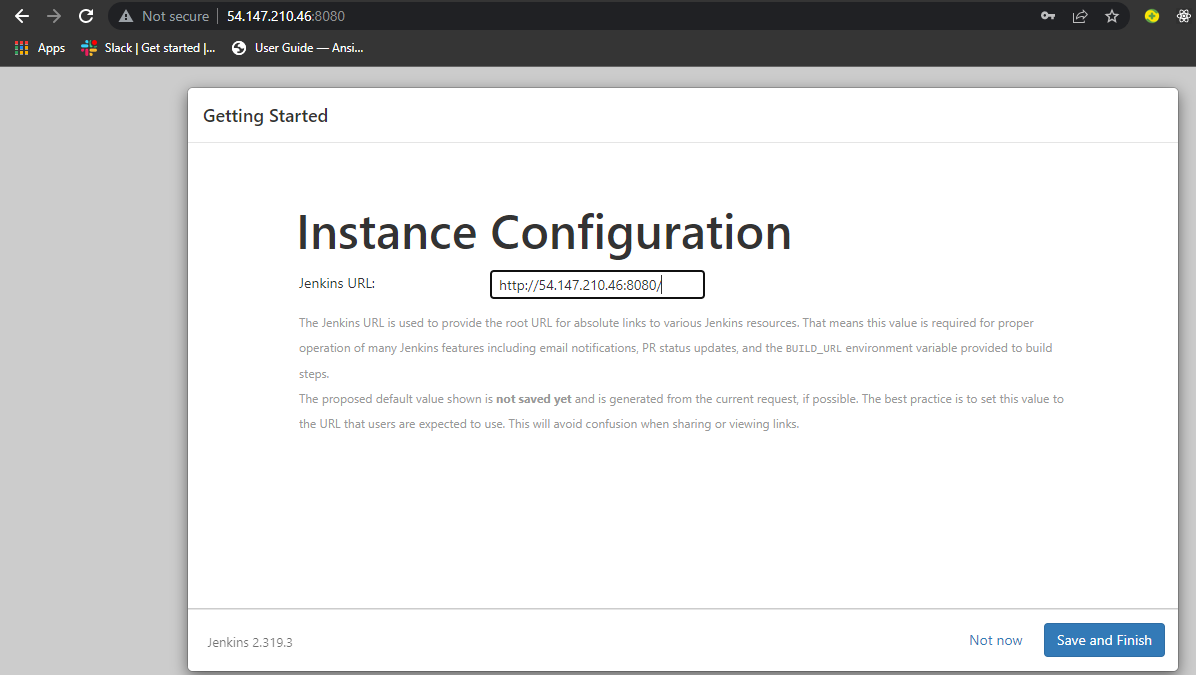 Not secure | 54.147.210.46:8080
Apps Slack | Get started |... User Guide — Ansi...
Getting Started
Instance Configuration
Jenkins URL: http://54.147.210.46:8080/
The Jenkins URL is used to provide the root URL for absolute links to various Jenkins resources. That means this value is required for proper
operation of many Jenkins features including email notifications, PR status updates, and the BUILD_URL environment variable provided to build
steps.
The proposed default value shown is not saved yet and is generated from the current request, if possible. The best practice is to set this value to
the URL that users are expected to use. This will avoid confusion when sharing or viewing links.
Jenkins 2.319.3 Not now Save and Finish